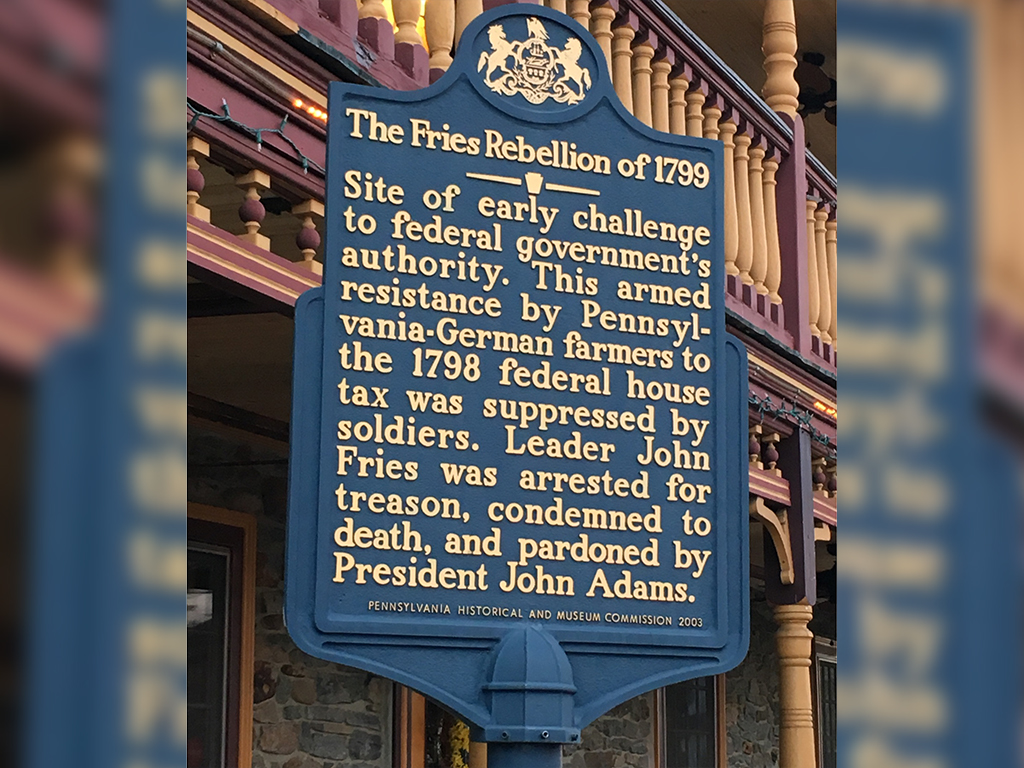 The Fries Rebellion of 1799
Site of early challenge
to federal government's
authority. This armed
resistance by Pennsyl-
vania-German farmers to
the 1798 federal house
tax was suppressed by
soldiers. Leader John
Fries was arrested for
treason, condemned to
death, and pardoned by
President John Adams.
PENNSYLVANIA HISTORICAL AND MUSEUM COMMISSION 2003